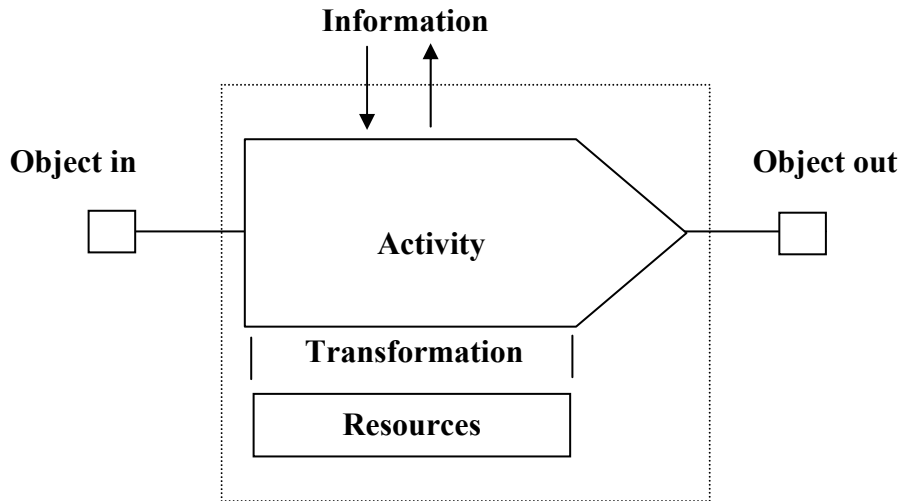 Information
Object in
Object out
Activity
Transformation
Resources